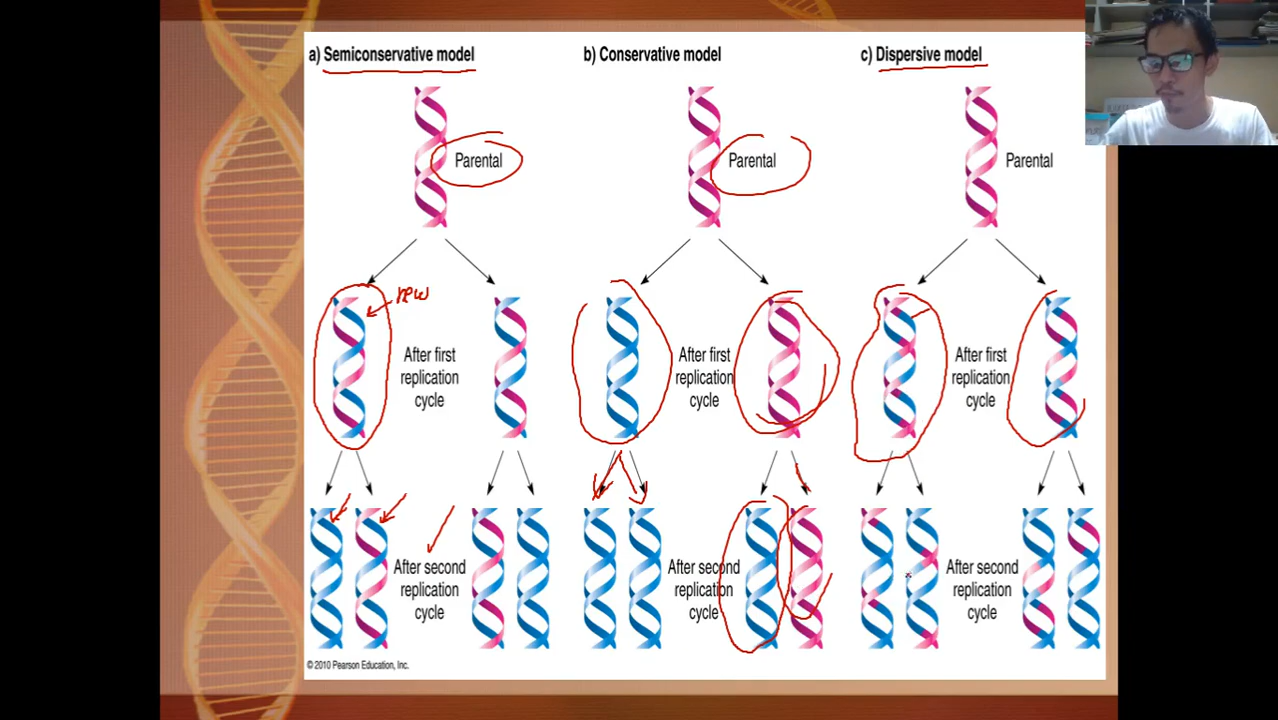 a) Semiconservative model
b) Conservative model
c) Dispersive model
Parental
Parental
Parental
new
After first
replication
cycle
After first
replication
cycle
After first
replication
cycle
After second
replication
cycle
After second
replication
cycle
After second
replication
cycle
© 2010 Pearson Education, Inc.